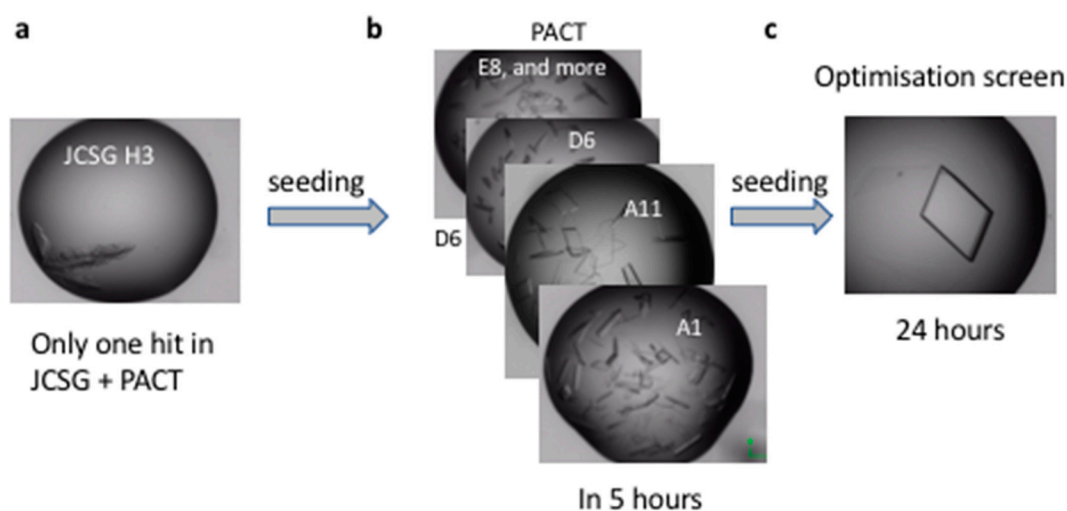 a
JCSG H3
Only one hit in
JCSG + PACT
seeding
b
PACT
E8, and more
D6
A11
D6
A1
In 5 hours
seeding
c
Optimisation screen
24 hours